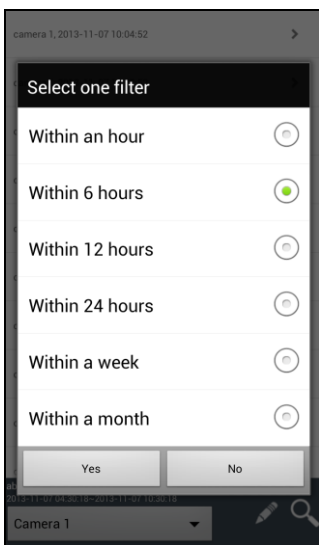 camera 1, 2013-11-07 10:04:52
Select one filter
Within an hour
Within 6 hours
Within 12 hours
Within 24 hours
Within a week
Within a month
Yes
No
2013-11-07 04:30:18~2013-11-07 10:30:18
Camera 1